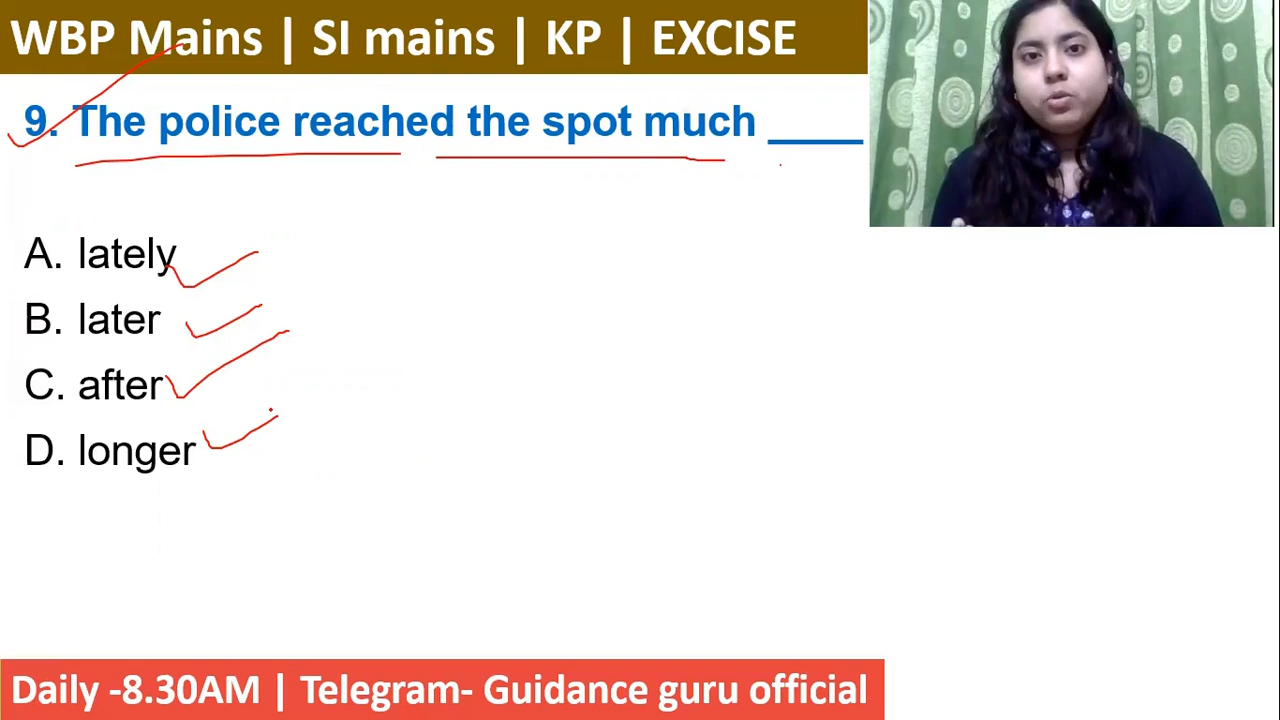 WBP Mains | SI mains | KP | EXCISE
9. The police reached the spot much _____
A. lately
B. later
C. after
D. longer
Daily -8.30AM | Telegram- Guidance guru official